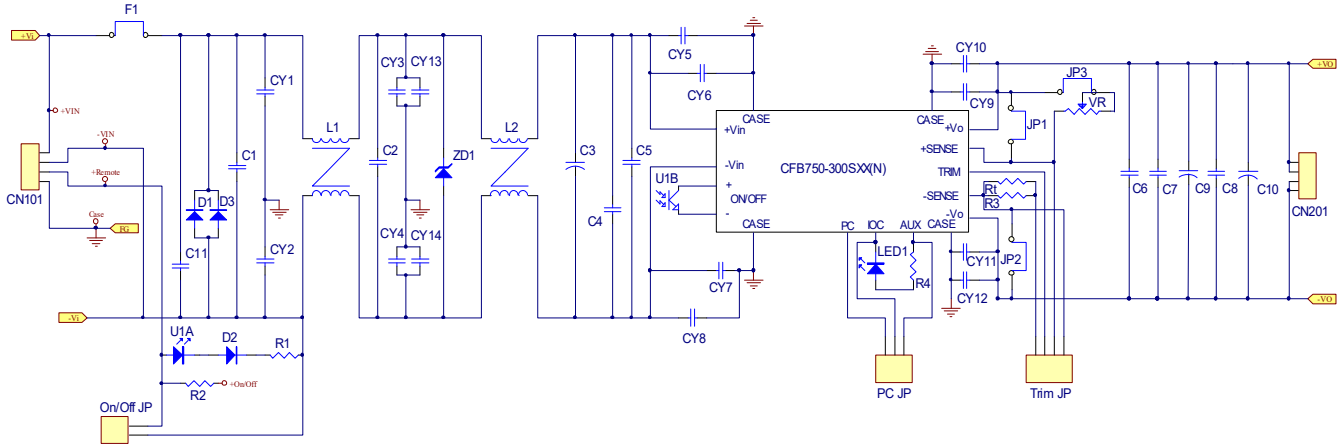 F1
+Vi
+VIN
-VIN
+Remote
CN101
Case
FG
-Vi
C11
D1
D3
C1
CY1
CY2
L1
C2
CY3
CY13
CY4
CY14
ZD1
L2
C3
C4
C5
CY5
CY6
CY7
CY8
U1B
U1A
D2
R1
R2
+On/Off
On/Off JP
CASE
+Vin
-Vin
+
ON/OFF
-
CASE
CFB750-300SXX(N)
CASE
+Vo
+SENSE
TRIM
-SENSE
-Vo
CASE
PC
IOC
AUX
LED1
R4
PC JP
CY10
CY9
CY11
CY12
JP1
JP2
JP3
VR
Rt
R3
Trim JP
C6
C7
C9
C8
C10
+VO
-VO
CN201